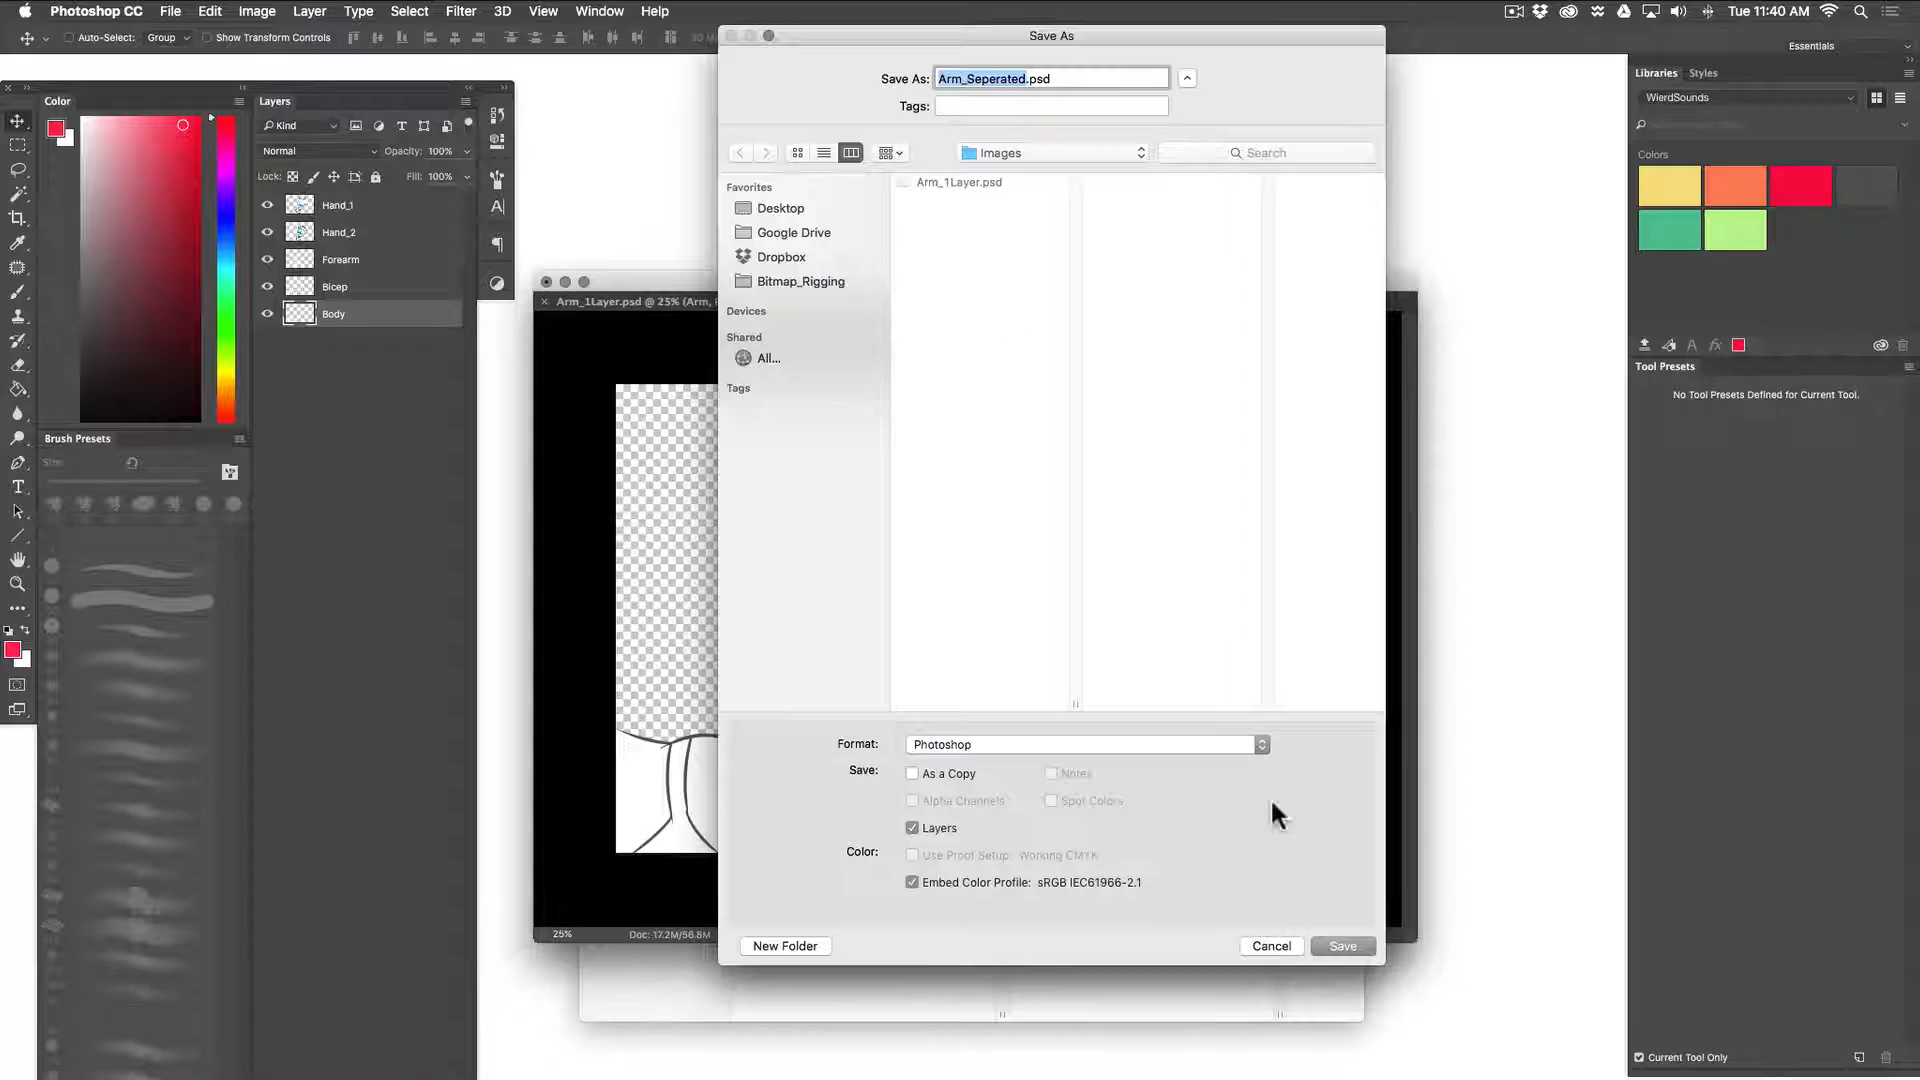 Photoshop CC File Edit Image Layer Type Select Filter 3D View Window Help
Tue 11:40 AM
Auto-Select: Group Show Transform Controls
Essentials
Save As
Save As: Arm_Seperated.psd
Tags:
Images
Search
Favorites
Desktop
Google Drive
Dropbox
Bitmap_Rigging
Devices
Shared
All...
Tags
Arm_1Layer.psd
Format: Photoshop
Save: As a Copy Notes
Alpha Channels Spot Colors
Layers
Color: Use Proof Setup: Working CMYK
Embed Color Profile: sRGB IEC61966-2.1
New Folder Cancel Save
Color
Brush Presets
Size:
Layers
Kind
Normal Opacity: 100%
Lock: Fill: 100%
Hand_1
Hand_2
Forearm
Bicep
Body
Arm_1Layer.psd @ 25% (Arm,
25% Doc: 17.2M/56.8M
Libraries Styles
WierdSounds
Colors
Tool Presets
No Tool Presets Defined for Current Tool.
Current Tool Only